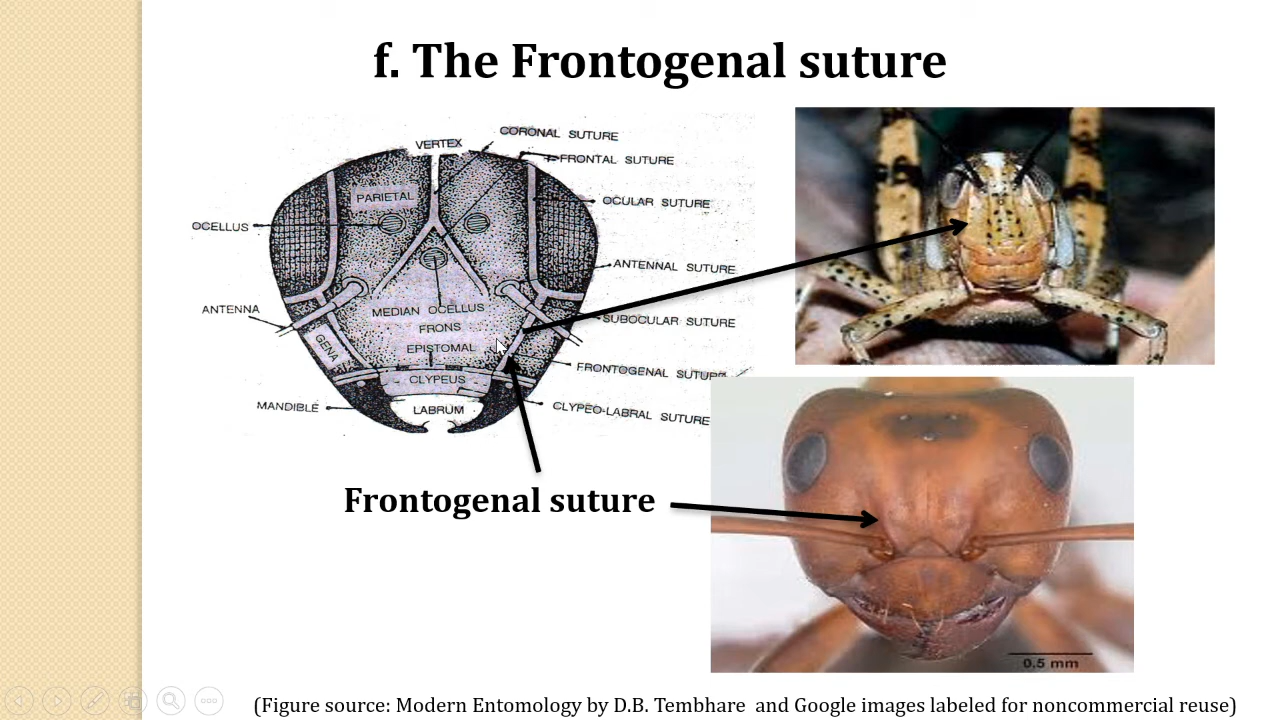 f. The Frontogenal suture
VERTEX
CORONAL SUTURE
FRONTAL SUTURE
PARIETAL
OCULAR SUTURE
OCELLUS
ANTENNAL SUTURE
ANTENNA
MEDIAN OCELLUS
SUBOCULAR SUTURE
FRONS
GENA
EPISTOMAL
FRONTOGENAL SUTURE
CLYPEUS
MANDIBLE
LABRUM
CLYPEO-LABRAL SUTURE
Frontogenal suture
0.5 mm
(Figure source: Modern Entomology by D.B. Tembhare and Google images labeled for noncommercial reuse)